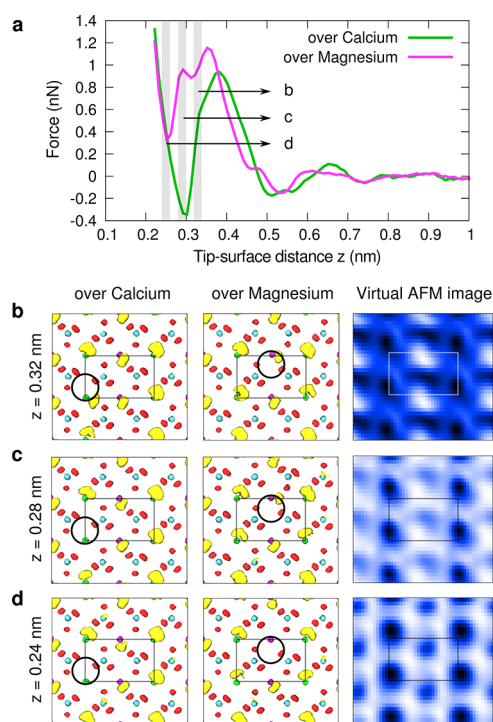 a
1.4
1.2
1
0.8
0.6
0.4
0.2
0
-0.2
-0.4
Force (nN)
over Calcium
over Magnesium
b
c
d
0.1 0.2 0.3 0.4 0.5 0.6 0.7 0.8 0.9 1
Tip-surface distance z (nm)
over Calcium over Magnesium Virtual AFM image
b
z = 0.32 nm
c
z = 0.28 nm
d
z = 0.24 nm